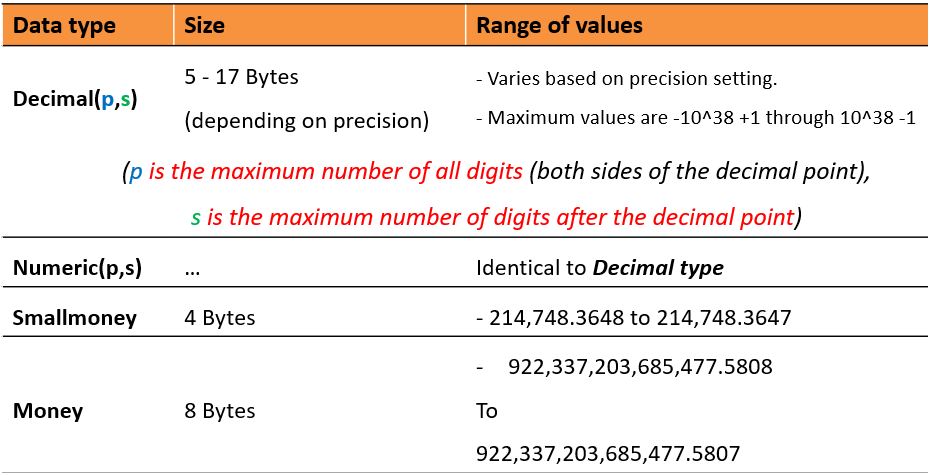 Data type Size Range of values
Decimal(p,s)
5 - 17 Bytes
(depending on precision)
- Varies based on precision setting.
- Maximum values are -10^38 +1 through 10^38 -1
(p is the maximum number of all digits (both sides of the decimal point),
s is the maximum number of digits after the decimal point)
Numeric(p,s) ... Identical to Decimal type
Smallmoney 4 Bytes - 214,748.3648 to 214,748.3647
Money 8 Bytes
- 922,337,203,685,477.5808
To
922,337,203,685,477.5807